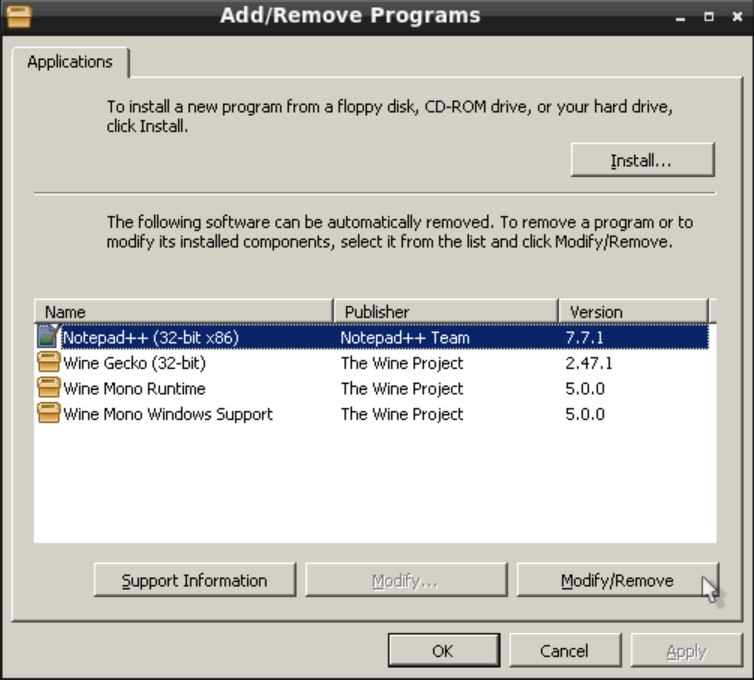 Add/Remove Programs
Applications
To install a new program from a floppy disk, CD-ROM drive, or your hard drive,
click Install.
Install...
The following software can be automatically removed. To remove a program or to
modify its installed components, select it from the list and click Modify/Remove.
Name Publisher Version
Notepad++ (32-bit x86) Notepad++ Team 7.7.1
Wine Gecko (32-bit) The Wine Project 2.47.1
Wine Mono Runtime The Wine Project 5.0.0
Wine Mono Windows Support The Wine Project 5.0.0
Support Information Modify... Modify/Remove
OK Cancel Apply